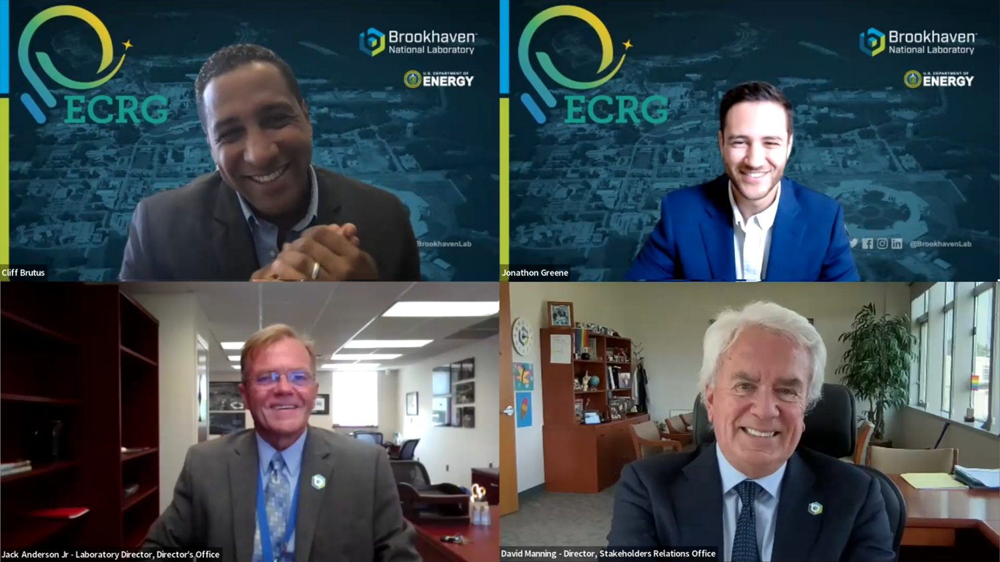 Brookhaven
National Laboratory
U.S. DEPARTMENT OF
ENERGY
ECRG
BrookhavenLab
Cliff Brutus
Brookhaven
National Laboratory
U.S. DEPARTMENT OF
ENERGY
ECRG
@BrookhavenLab
Jonathon Greene
Jack Anderson Jr - Laboratory Director, Director's Office
David Manning - Director, Stakeholders Relations Office